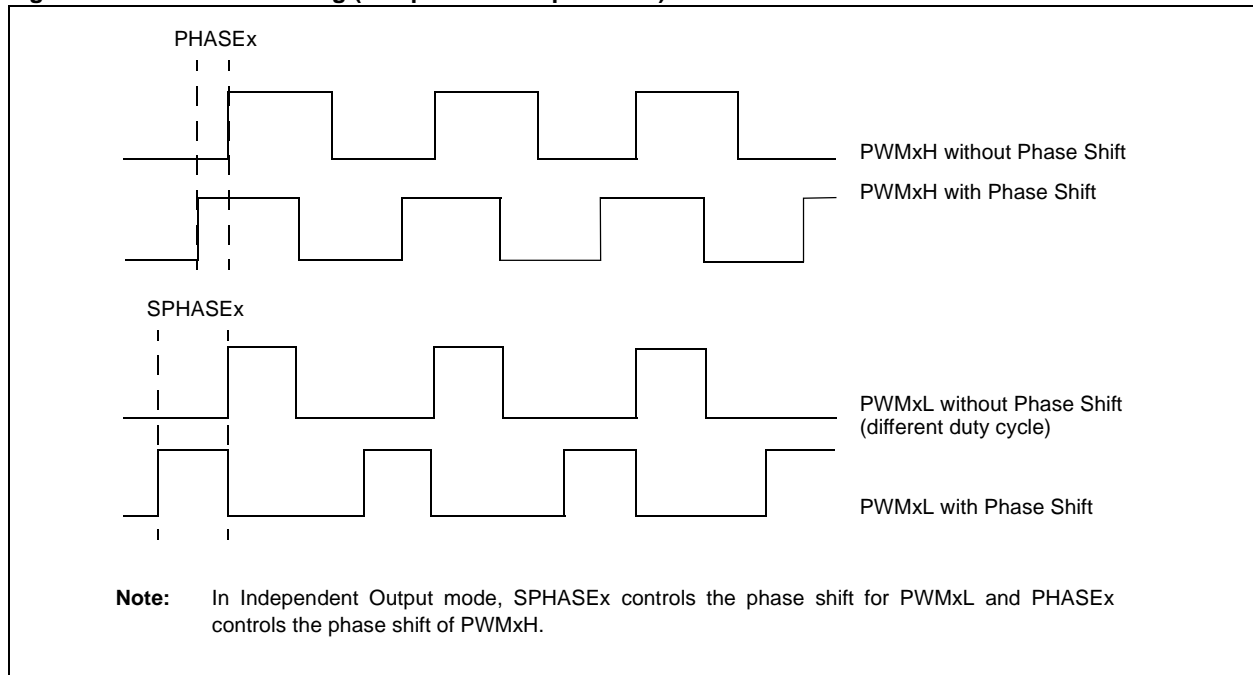 PHASEx
PWMxH without Phase Shift
PWMxH with Phase Shift
SPHASEx
PWMxL without Phase Shift
(different duty cycle)
PWMxL with Phase Shift
Note: In Independent Output mode, SPHASEx controls the phase shift for PWMxL and PHASEx
controls the phase shift of PWMxH.